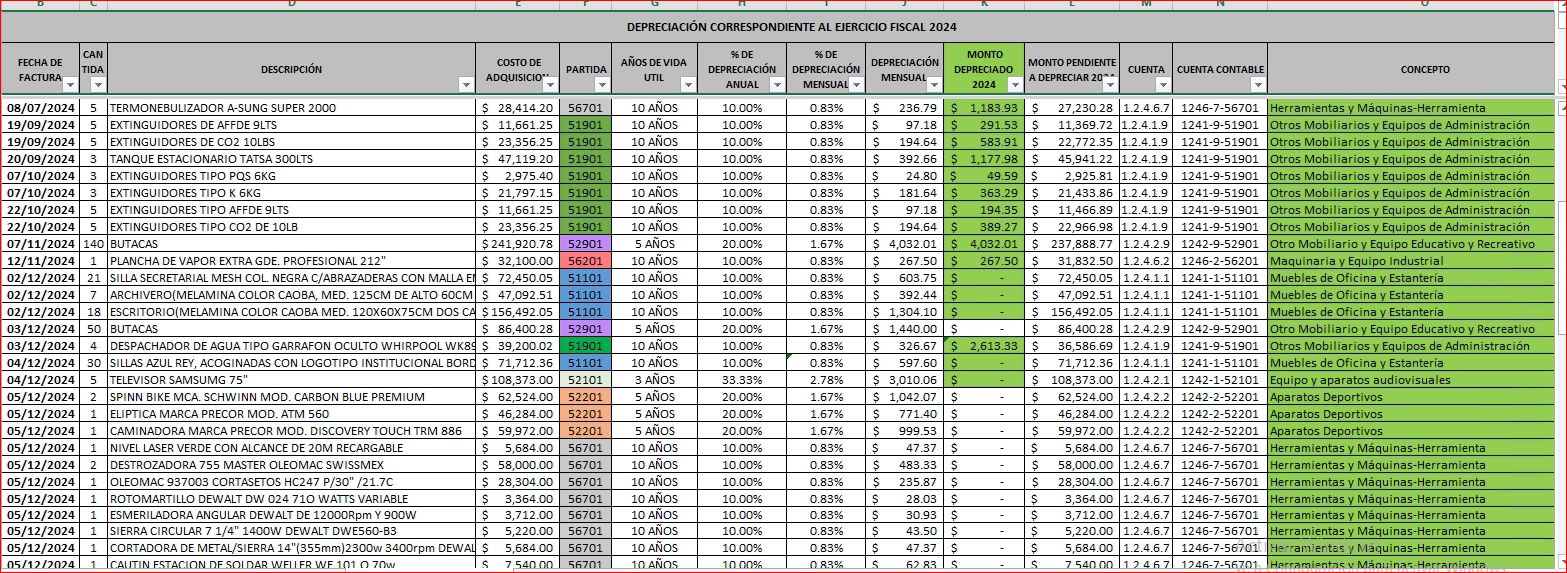 B C D E F G H I J K L M N O
DEPRECIACIÓN CORRESPONDIENTE AL EJERCICIO FISCAL 2024
FECHA DE FACTURA CAN TIDA DESCRIPCIÓN COSTO DE ADQUISICION PARTIDA AÑOS DE VIDA UTIL % DE DEPRECIACIÓN ANUAL % DE DEPRECIACIÓN MENSUAL DEPRECIACIÓN MENSUAL MONTO DEPRECIADO 2024 MONTO PENDIENTE A DEPRECIAR 2024 CUENTA CUENTA CONTABLE CONCEPTO
08/07/2024 5 TERMONEBULIZADOR A-SUNG SUPER 2000 $ 28,414.20 56701 10 AÑOS 10.00% 0.83% $ 236.79 $ 1,183.93 $ 27,230.28 1.2.4.6.7 1246-7-56701 Herramientas y Máquinas-Herramienta
19/09/2024 5 EXTINGUIDORES DE AFFDE 9LTS $ 11,661.25 51901 10 AÑOS 10.00% 0.83% $ 97.18 $ 291.53 $ 11,369.72 1.2.4.1.9 1241-9-51901 Otros Mobiliarios y Equipos de Administración
19/09/2024 5 EXTINGUIDORES DE CO2 10LBS $ 23,356.25 51901 10 AÑOS 10.00% 0.83% $ 194.64 $ 583.91 $ 22,772.35 1.2.4.1.9 1241-9-51901 Otros Mobiliarios y Equipos de Administración
20/09/2024 3 TANQUE ESTACIONARIO TATSA 300LTS $ 47,119.20 51901 10 AÑOS 10.00% 0.83% $ 392.66 $ 1,177.98 $ 45,941.22 1.2.4.1.9 1241-9-51901 Otros Mobiliarios y Equipos de Administración
07/10/2024 3 EXTINGUIDORES TIPO PQS 6KG $ 2,975.40 51901 10 AÑOS 10.00% 0.83% $ 24.80 $ 49.59 $ 2,925.81 1.2.4.1.9 1241-9-51901 Otros Mobiliarios y Equipos de Administración
07/10/2024 3 EXTINGUIDORES TIPO K 6KG $ 21,797.15 51901 10 AÑOS 10.00% 0.83% $ 181.64 $ 363.29 $ 21,433.86 1.2.4.1.9 1241-9-51901 Otros Mobiliarios y Equipos de Administración
22/10/2024 5 EXTINGUIDORES TIPO AFFDE 9LTS $ 11,661.25 51901 10 AÑOS 10.00% 0.83% $ 97.18 $ 194.35 $ 11,466.89 1.2.4.1.9 1241-9-51901 Otros Mobiliarios y Equipos de Administración
22/10/2024 5 EXTINGUIDORES TIPO CO2 DE 10LB $ 23,356.25 51901 10 AÑOS 10.00% 0.83% $ 194.64 $ 389.27 $ 22,966.98 1.2.4.1.9 1241-9-51901 Otros Mobiliarios y Equipos de Administración
07/11/2024 140 BUTACAS $ 241,920.78 52901 5 AÑOS 20.00% 1.67% $ 4,032.01 $ 4,032.01 $ 237,888.77 1.2.4.2.9 1242-9-52901 Otro Mobiliario y Equipo Educativo y Recreativo
12/11/2024 1 PLANCHA DE VAPOR EXTRA GDE. PROFESIONAL 212" $ 32,100.00 56201 10 AÑOS 10.00% 0.83% $ 267.50 $ 267.50 $ 31,832.50 1.2.4.6.2 1246-2-56201 Maquinaria y Equipo Industrial
02/12/2024 21 SILLA SECRETARIAL MESH COL. NEGRA C/ABRAZADERAS CON MALLA EN $ 72,450.05 51101 10 AÑOS 10.00% 0.83% $ 603.75 $ - $ 72,450.05 1.2.4.1.1 1241-1-51101 Muebles de Oficina y Estantería
02/12/2024 7 ARCHIVERO(MELAMINA COLOR CAOBA, MED. 125CM DE ALTO 60CM $ 47,092.51 51101 10 AÑOS 10.00% 0.83% $ 392.44 $ - $ 47,092.51 1.2.4.1.1 1241-1-51101 Muebles de Oficina y Estantería
02/12/2024 18 ESCRITORIO(MELAMINA COLOR CAOBA MED. 120X60X75CM DOS CA $ 156,492.05 51101 10 AÑOS 10.00% 0.83% $ 1,304.10 $ - $ 156,492.05 1.2.4.1.1 1241-1-51101 Muebles de Oficina y Estantería
03/12/2024 50 BUTACAS $ 86,400.28 52901 5 AÑOS 20.00% 1.67% $ 1,440.00 $ - $ 86,400.28 1.2.4.2.9 1242-9-52901 Otro Mobiliario y Equipo Educativo y Recreativo
03/12/2024 4 DESPACHADOR DE AGUA TIPO GARRAFON OCULTO WHIRPOOL WK89 $ 39,200.02 51901 10 AÑOS 10.00% 0.83% $ 326.67 $ 2,613.33 $ 36,586.69 1.2.4.1.9 1241-9-51901 Otros Mobiliarios y Equipos de Administración
04/12/2024 30 SILLAS AZUL REY, ACOGINADAS CON LOGOTIPO INSTITUCIONAL BORD $ 71,712.36 51101 10 AÑOS 10.00% 0.83% $ 597.60 $ - $ 71,712.36 1.2.4.1.1 1241-1-51101 Muebles de Oficina y Estantería
04/12/2024 5 TELEVISOR SAMSUMG 75" $ 108,373.00 52101 3 AÑOS 33.33% 2.78% $ 3,010.06 $ - $ 108,373.00 1.2.4.2.1 1242-1-52101 Equipo y aparatos audiovisuales
05/12/2024 2 SPINN BIKE MCA. SCHWINN MOD. CARBON BLUE PREMIUM $ 62,524.00 52201 5 AÑOS 20.00% 1.67% $ 1,042.07 $ - $ 62,524.00 1.2.4.2.2 1242-2-52201 Aparatos Deportivos
05/12/2024 1 ELIPTICA MARCA PRECOR MOD. ATM 560 $ 46,284.00 52201 5 AÑOS 20.00% 1.67% $ 771.40 $ - $ 46,284.00 1.2.4.2.2 1242-2-52201 Aparatos Deportivos
05/12/2024 1 CAMINADORA MARCA PRECOR MOD. DISCOVERY TOUCH TRM 886 $ 59,972.00 52201 5 AÑOS 20.00% 1.67% $ 999.53 $ - $ 59,972.00 1.2.4.2.2 1242-2-52201 Aparatos Deportivos
05/12/2024 1 NIVEL LASER VERDE CON ALCANCE DE 20M RECARGABLE $ 5,684.00 56701 10 AÑOS 10.00% 0.83% $ 47.37 $ - $ 5,684.00 1.2.4.6.7 1246-7-56701 Herramientas y Máquinas-Herramienta
05/12/2024 2 DESTROZADORA 755 MASTER OLEOMAC SWISSMEX $ 58,000.00 56701 10 AÑOS 10.00% 0.83% $ 483.33 $ - $ 58,000.00 1.2.4.6.7 1246-7-56701 Herramientas y Máquinas-Herramienta
05/12/2024 1 OLEOMAC 937003 CORTASETOS HC247 P/30" /21.7C $ 28,304.00 56701 10 AÑOS 10.00% 0.83% $ 235.87 $ - $ 28,304.00 1.2.4.6.7 1246-7-56701 Herramientas y Máquinas-Herramienta
05/12/2024 1 ROTOMARTILLO DEWALT DW 024 71O WATTS VARIABLE $ 3,364.00 56701 10 AÑOS 10.00% 0.83% $ 28.03 $ - $ 3,364.00 1.2.4.6.7 1246-7-56701 Herramientas y Máquinas-Herramienta
05/12/2024 1 ESMERILADORA ANGULAR DEWALT DE 12000Rpm Y 900W $ 3,712.00 56701 10 AÑOS 10.00% 0.83% $ 30.93 $ - $ 3,712.00 1.2.4.6.7 1246-7-56701 Herramientas y Máquinas-Herramienta
05/12/2024 1 SIERRA CIRCULAR 7 1/4" 1400W DEWALT DWE560-B3 $ 5,220.00 56701 10 AÑOS 10.00% 0.83% $ 43.50 $ - $ 5,220.00 1.2.4.6.7 1246-7-56701 Herramientas y Máquinas-Herramienta
05/12/2024 1 CORTADORA DE METAL/SIERRA 14"(355mm)2300w 3400rpm DEWAL $ 5,684.00 56701 10 AÑOS 10.00% 0.83% $ 47.37 $ - $ 5,684.00 1.2.4.6.7 1246-7-56701 Herramientas y Máquinas-Herramienta
05/12/2024 1 CAUTIN ESTACION DE SOLDAR WELLER WE 101 O 70w $ 7,540.00 56701 10 AÑOS 10.00% 0.83% $ 62.83 $ - $ 7,540.00 1.2.4.6.7 1246-7-56701 Herramientas y Máquinas-Herramienta